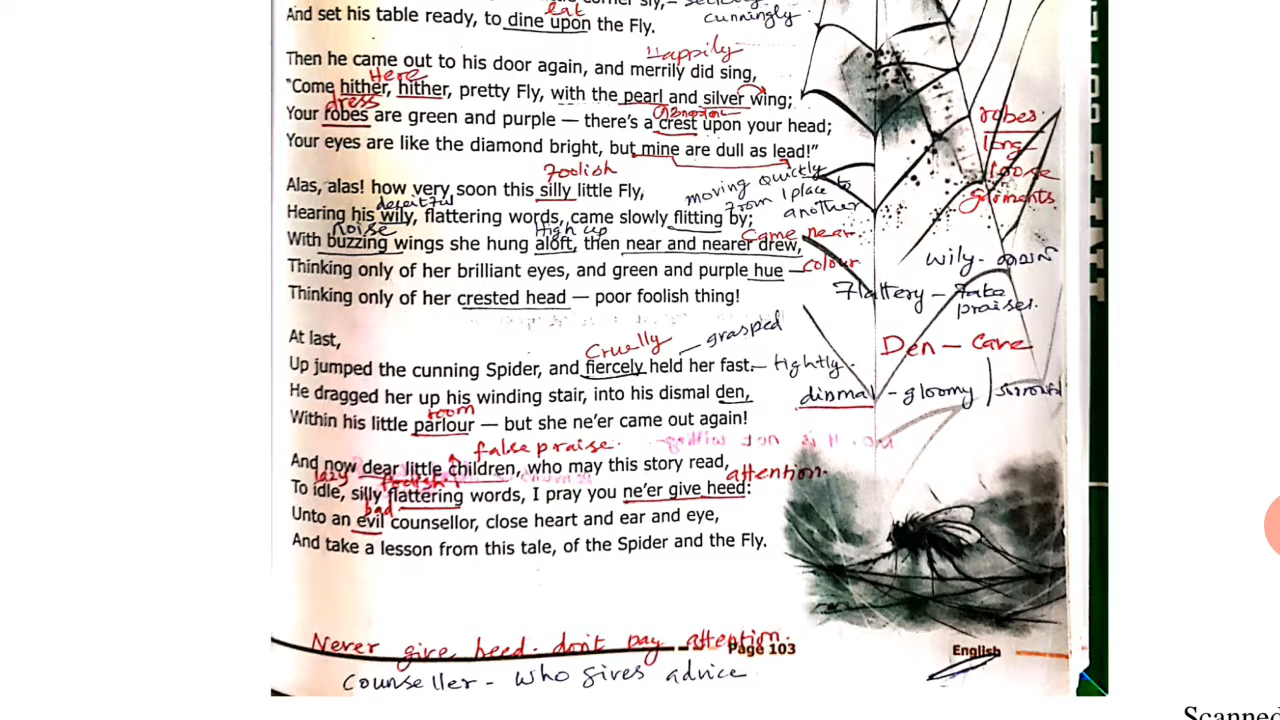 eat
cunningly
And set his table ready, to dine upon the Fly.
Happily
Then he came out to his door again, and merrily did sing,
Here
"Come hither, hither, pretty Fly, with the pearl and silver wing;
dress
Your robes are green and purple — there's a crest upon your head;
Your eyes are like the diamond bright, but mine are dull as lead!"
robes
long
loose
garments
Foolish
Alas, alas! how very soon this silly little Fly,
moving quickly
from 1 place to
another
deceitful
Hearing his wily, flattering words, came slowly flitting by;
noise
High up
came near
With buzzing wings she hung aloft, then near and nearer drew,
Thinking only of her brilliant eyes, and green and purple hue — colour
wily -
Thinking only of her crested head — poor foolish thing!
Flattery - fake
praises.
At last,
Cruelly
grasped
Den - Cave
Up jumped the cunning Spider, and fiercely held her fast. - tightly.
He dragged her up his winding stair, into his dismal den,
dismal - gloomy /
room
Within his little parlour — but she ne'er came out again!
false praise.
And now dear little children, who may this story read,
lazy
foolish
attention.
To idle, silly flattering words, I pray you ne'er give heed:
bad
Unto an evil counsellor, close heart and ear and eye,
And take a lesson from this tale, of the Spider and the Fly.
Never give heed. don't pay attention.
Page 103
English
Counseller - who gives advice
Scanned